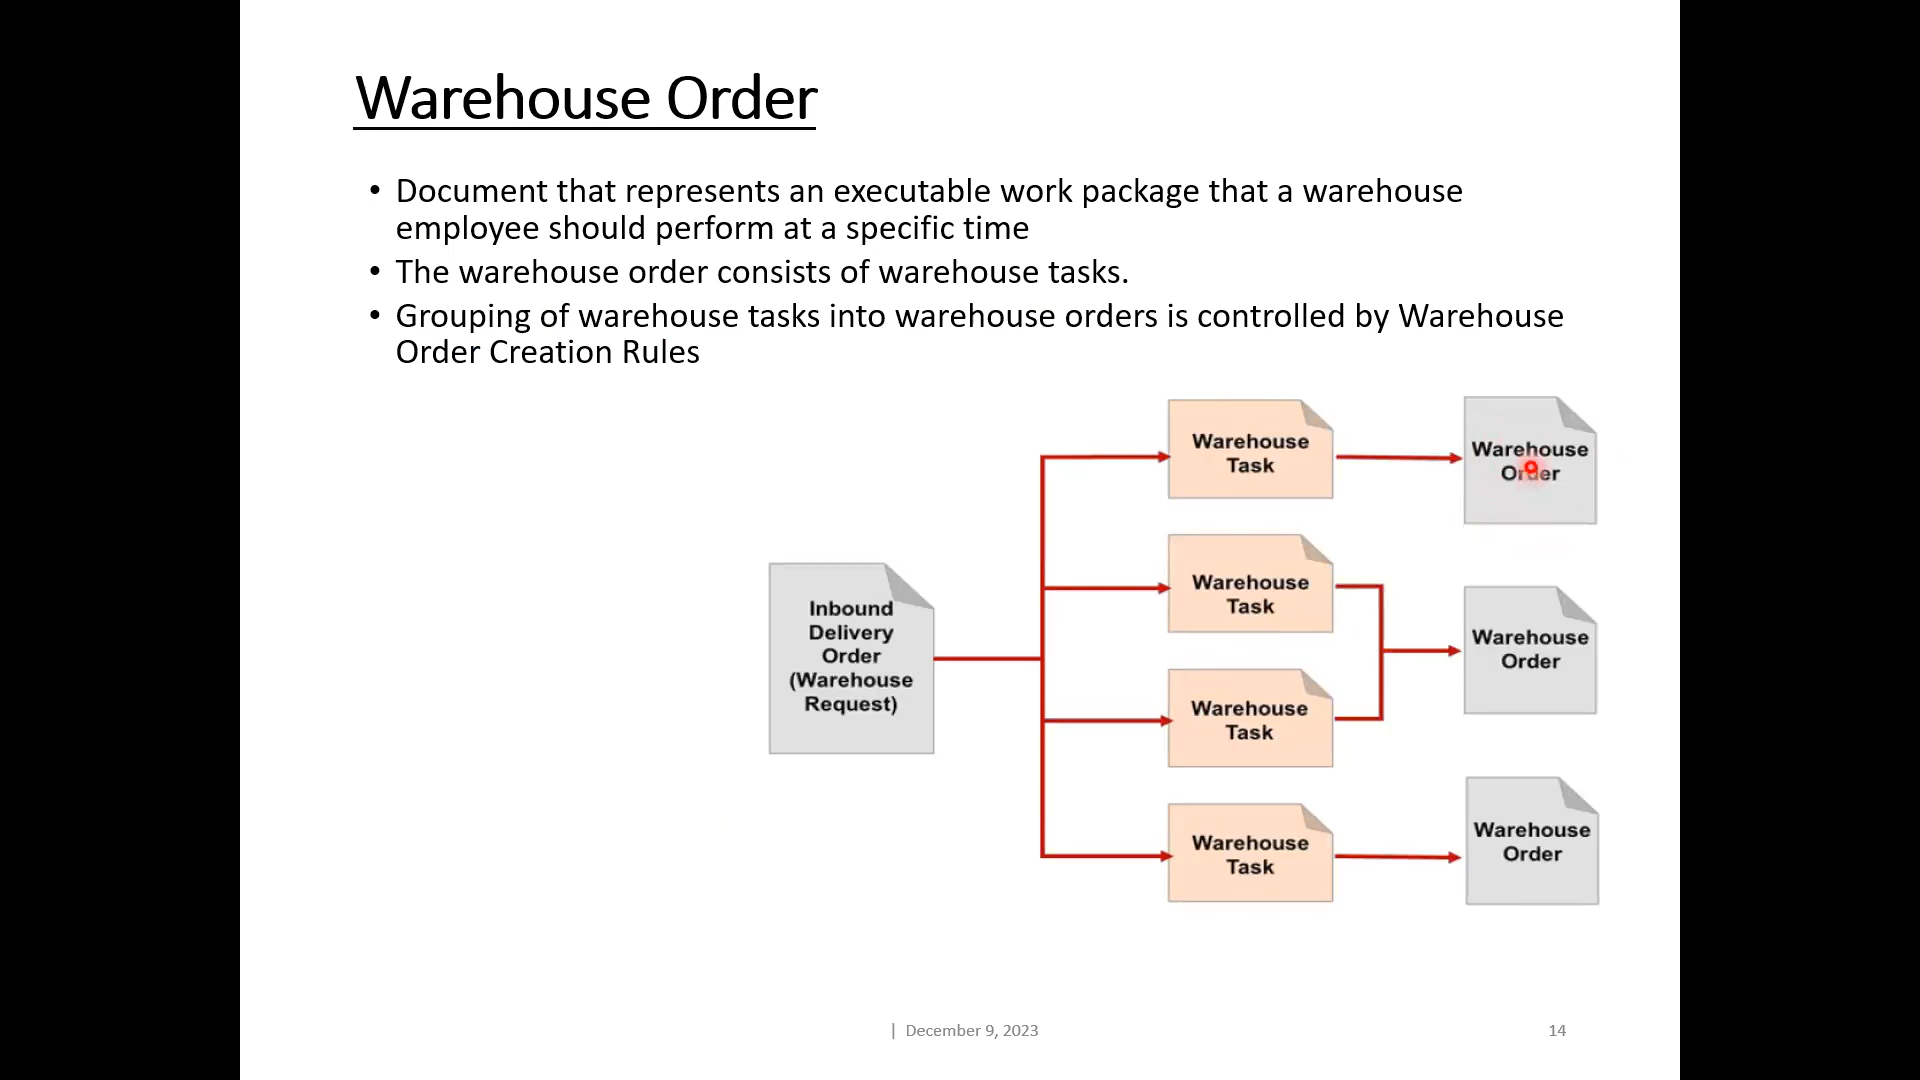 Warehouse Order
• Document that represents an executable work package that a warehouse
employee should perform at a specific time
• The warehouse order consists of warehouse tasks.
• Grouping of warehouse tasks into warehouse orders is controlled by Warehouse
Order Creation Rules
Inbound
Delivery
Order
(Warehouse
Request)
Warehouse
Task
Warehouse
Order
Warehouse
Task
Warehouse
Task
Warehouse
Order
Warehouse
Task
Warehouse
Order
| December 9, 2023
14